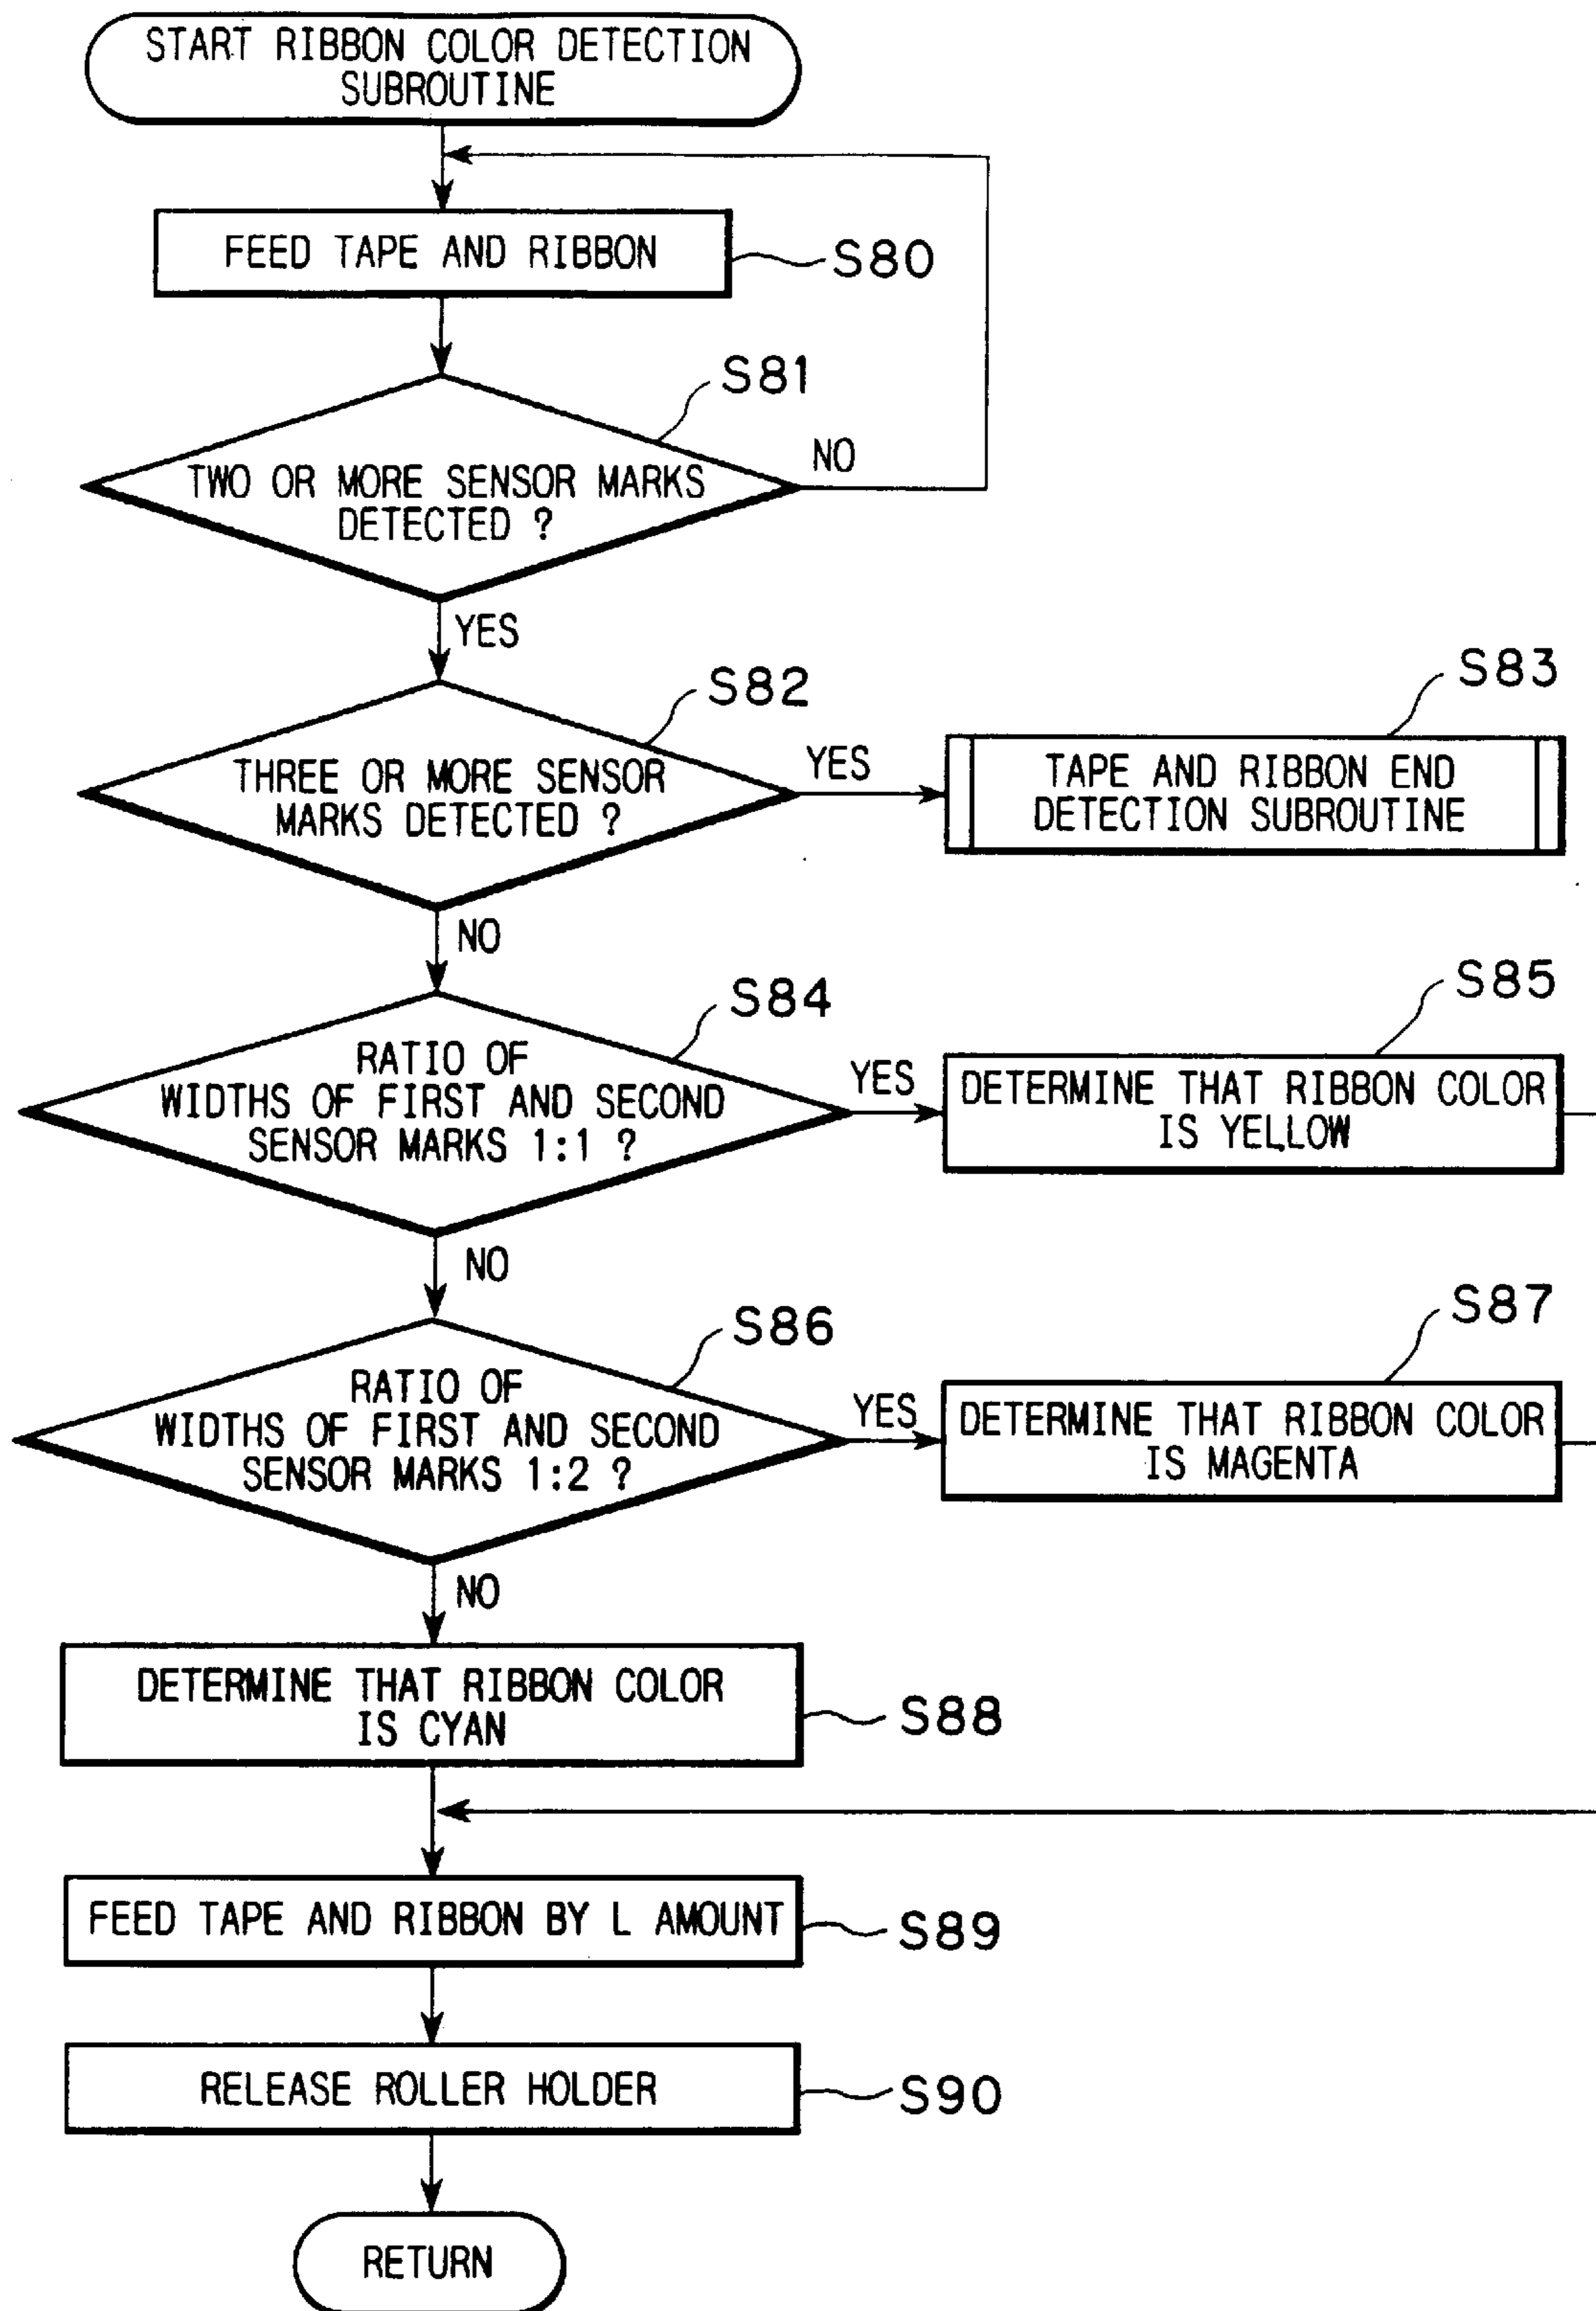 START RIBBON COLOR DETECTION
SUBROUTINE
FEED TAPE AND RIBBON
S80
S81
TWO OR MORE SENSOR MARKS
DETECTED ?
NO
YES
S82
THREE OR MORE SENSOR
MARKS DETECTED ?
YES
S83
TAPE AND RIBBON END
DETECTION SUBROUTINE
NO
S84
RATIO OF
WIDTHS OF FIRST AND SECOND
SENSOR MARKS 1:1 ?
YES
S85
DETERMINE THAT RIBBON COLOR
IS YELLOW
NO
S86
RATIO OF
WIDTHS OF FIRST AND SECOND
SENSOR MARKS 1:2 ?
YES
S87
DETERMINE THAT RIBBON COLOR
IS MAGENTA
NO
DETERMINE THAT RIBBON COLOR
IS CYAN
S88
FEED TAPE AND RIBBON BY L AMOUNT
S89
RELEASE ROLLER HOLDER
S90
RETURN